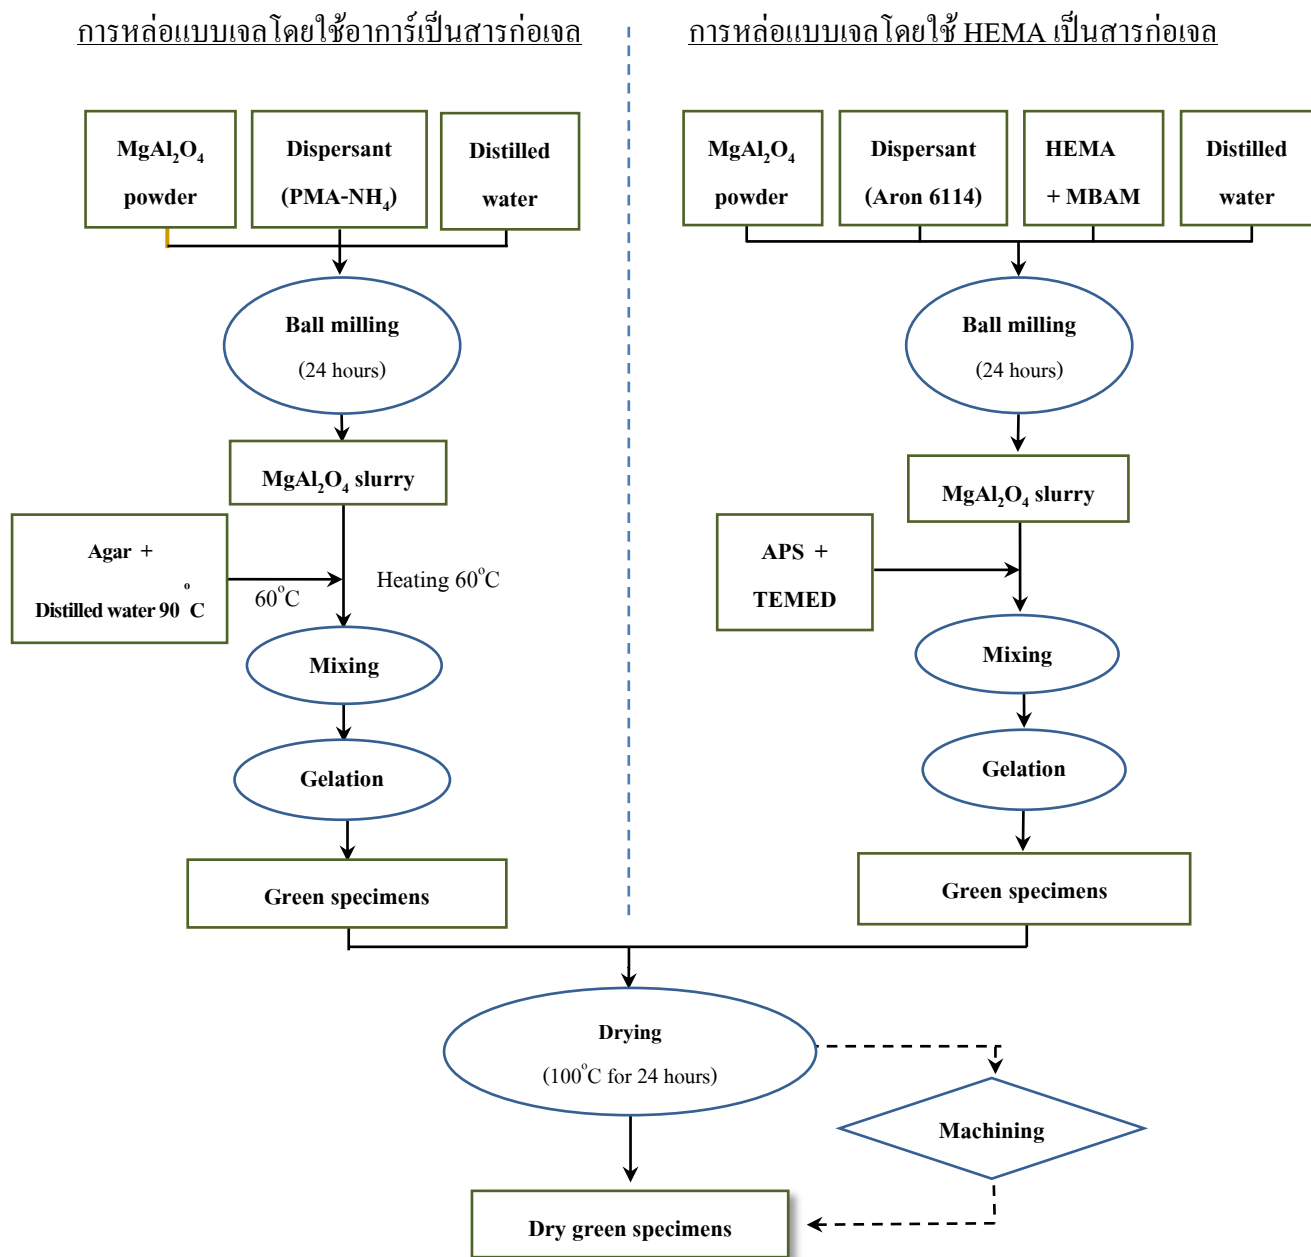 การหล่อแบบเจลโดยใช้อาการ์เป็นสารก่อเจล
MgAl₂O₄
powder
Dispersant
(PMA-NH₄)
Distilled
water
Ball milling
(24 hours)
MgAl₂O₄ slurry
Agar +
Distilled water 90 °C
60°C
Heating 60°C
Mixing
Gelation
Green specimens
การหล่อแบบเจลโดยใช้ HEMA เป็นสารก่อเจล
MgAl₂O₄
powder
Dispersant
(Aron 6114)
HEMA
+ MBAM
Distilled
water
Ball milling
(24 hours)
MgAl₂O₄ slurry
APS +
TEMED
Mixing
Gelation
Green specimens
Drying
(100°C for 24 hours)
Machining
Dry green specimens